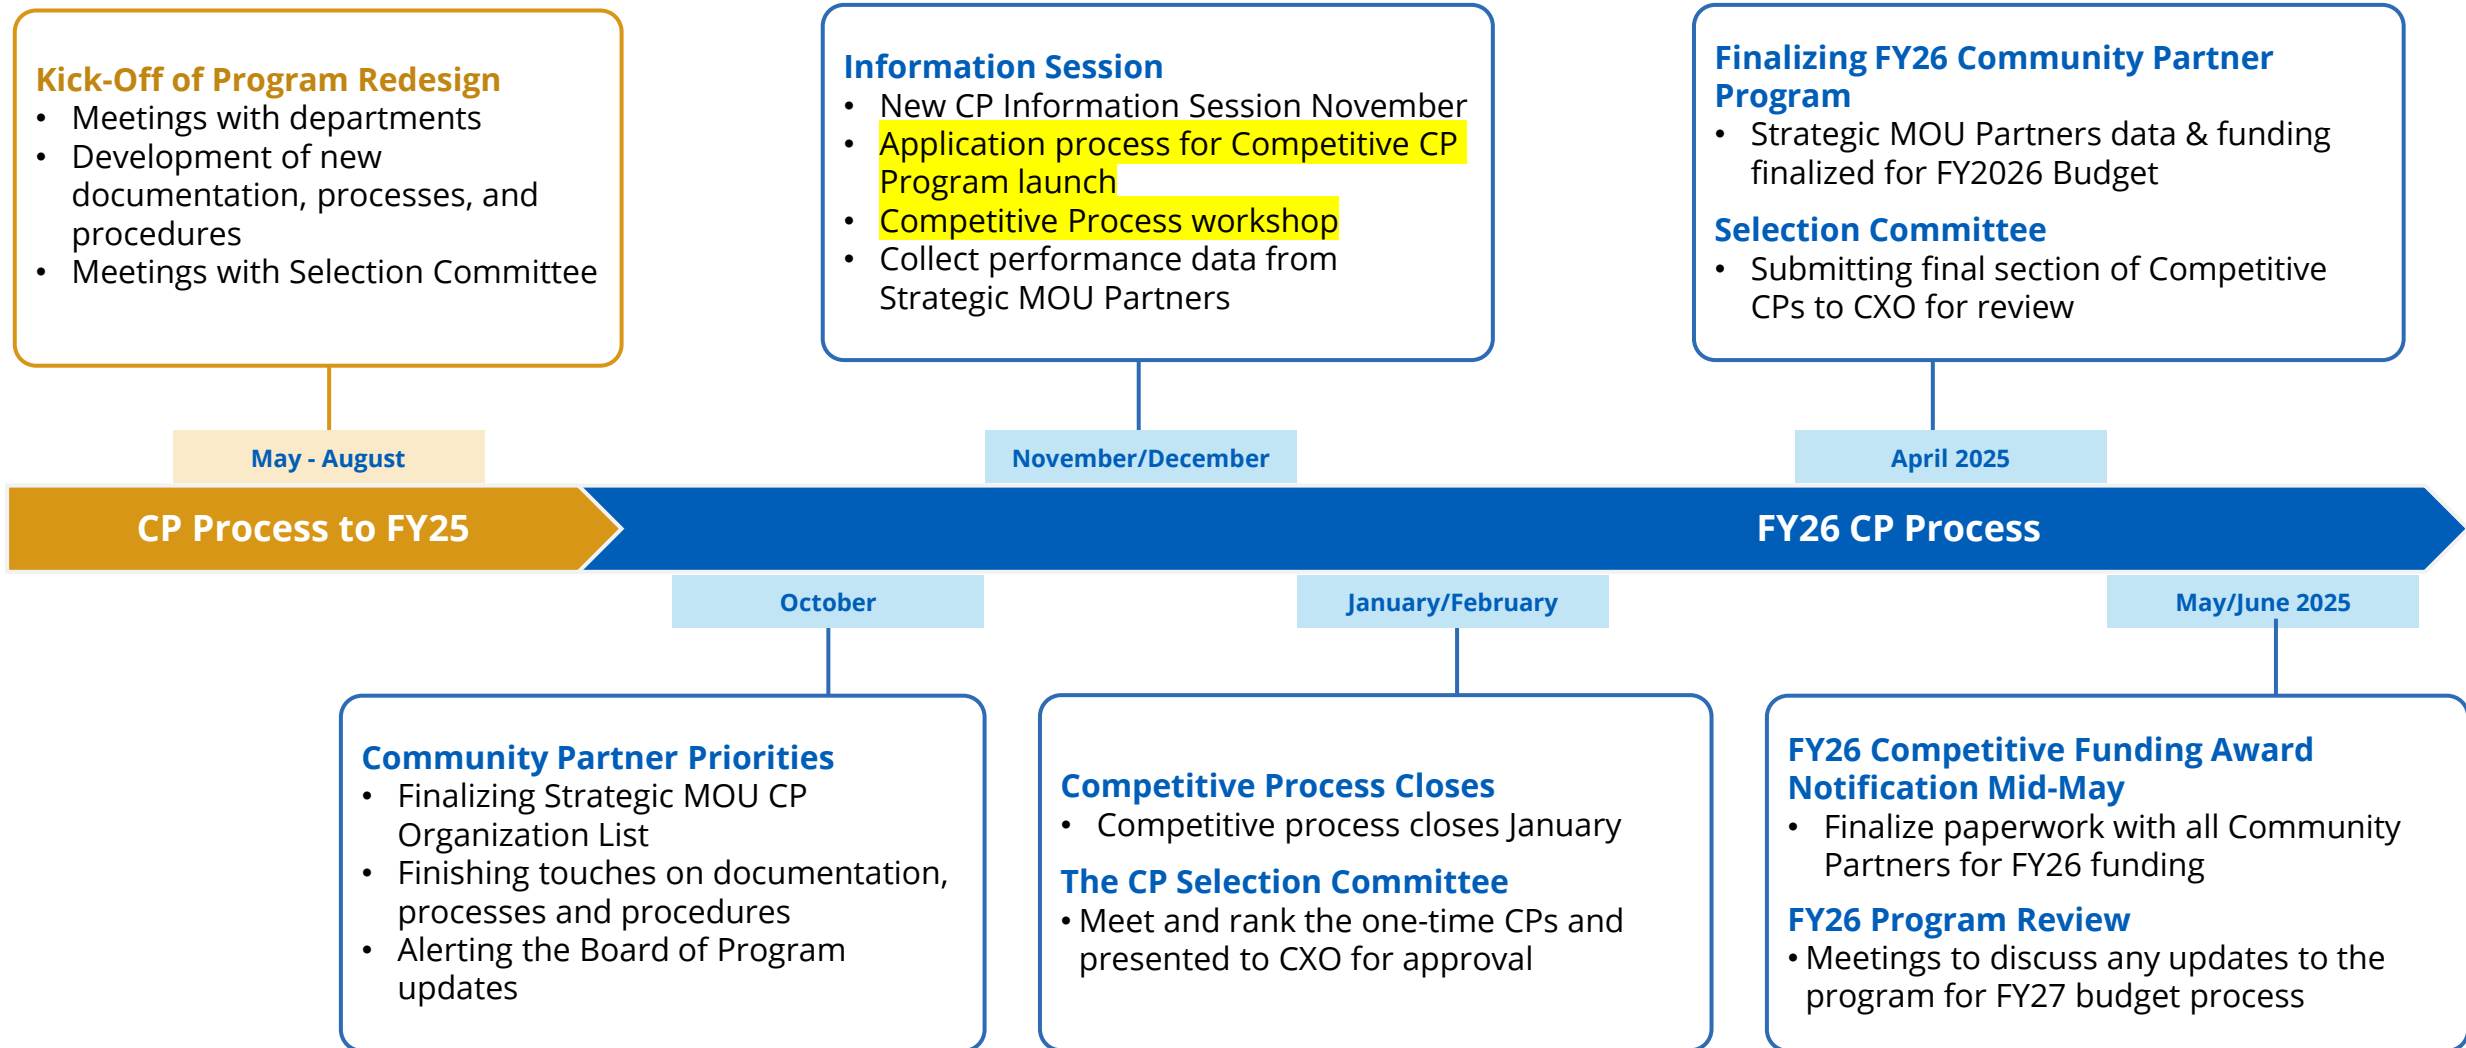 Kick-Off of Program Redesign
• Meetings with departments
• Development of new
documentation, processes, and
procedures
• Meetings with Selection Committee
Information Session
• New CP Information Session November
• Application process for Competitive CP
Program launch
• Competitive Process workshop
• Collect performance data from
Strategic MOU Partners
Finalizing FY26 Community Partner
Program
• Strategic MOU Partners data & funding
finalized for FY2026 Budget
Selection Committee
• Submitting final section of Competitive
CPs to CXO for review
May - August
November/December
April 2025
CP Process to FY25
FY26 CP Process
October
January/February
May/June 2025
Community Partner Priorities
• Finalizing Strategic MOU CP
Organization List
• Finishing touches on documentation,
processes and procedures
• Alerting the Board of Program
updates
Competitive Process Closes
• Competitive process closes January
The CP Selection Committee
• Meet and rank the one-time CPs and
presented to CXO for approval
FY26 Competitive Funding Award
Notification Mid-May
• Finalize paperwork with all Community
Partners for FY26 funding
FY26 Program Review
• Meetings to discuss any updates to the
program for FY27 budget process